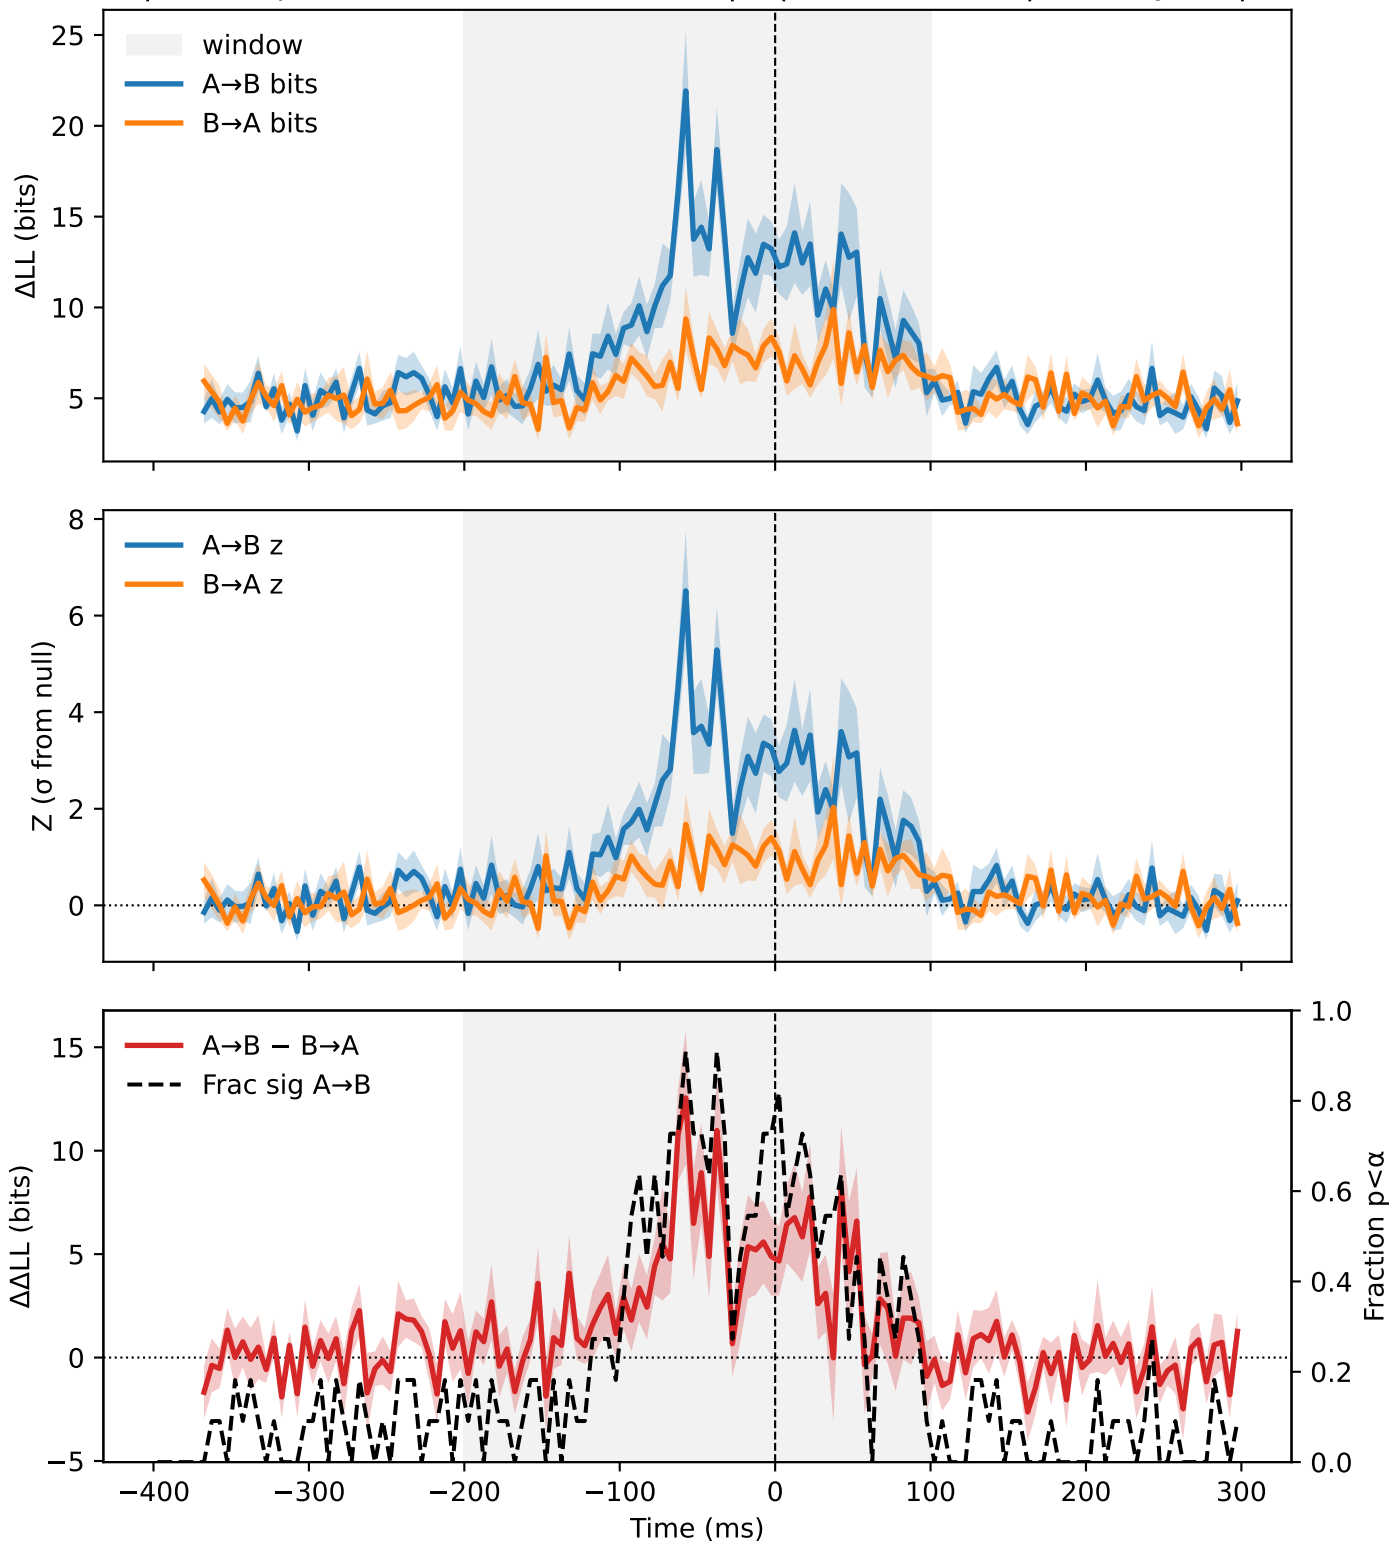 25
20
15
10
5
ΔLL (bits)
window
A→B bits
B→A bits
8
6
4
2
0
Z (σ from null)
A→B z
B→A z
15
10
5
0
−5
ΔΔLL (bits)
A→B − B→A
Frac sig A→B
1.0
0.8
0.6
0.4
0.2
0.0
Fraction p<α
−400
−300
−200
−100
0
100
200
300
Time (ms)